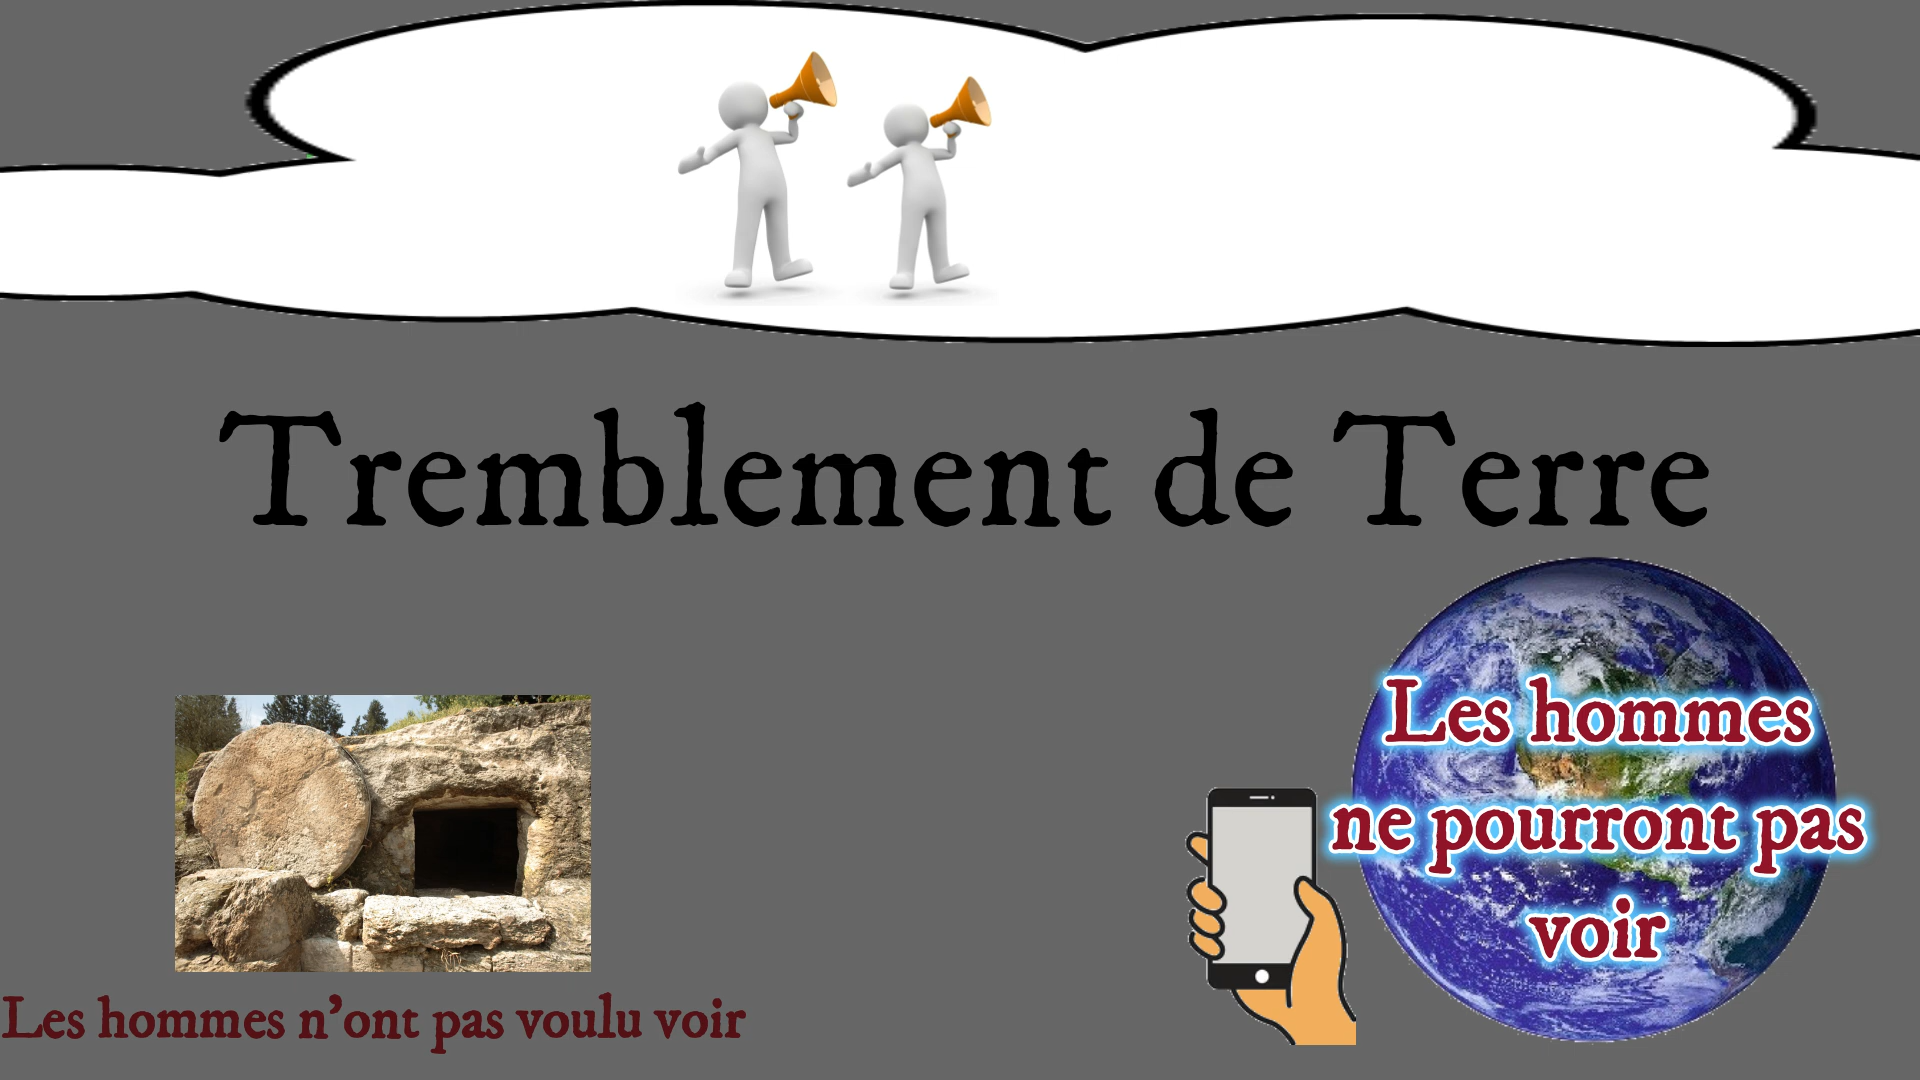 Tremblement de Terre
Les hommes
ne pourront pas
voir
Les hommes n'ont pas voulu voir